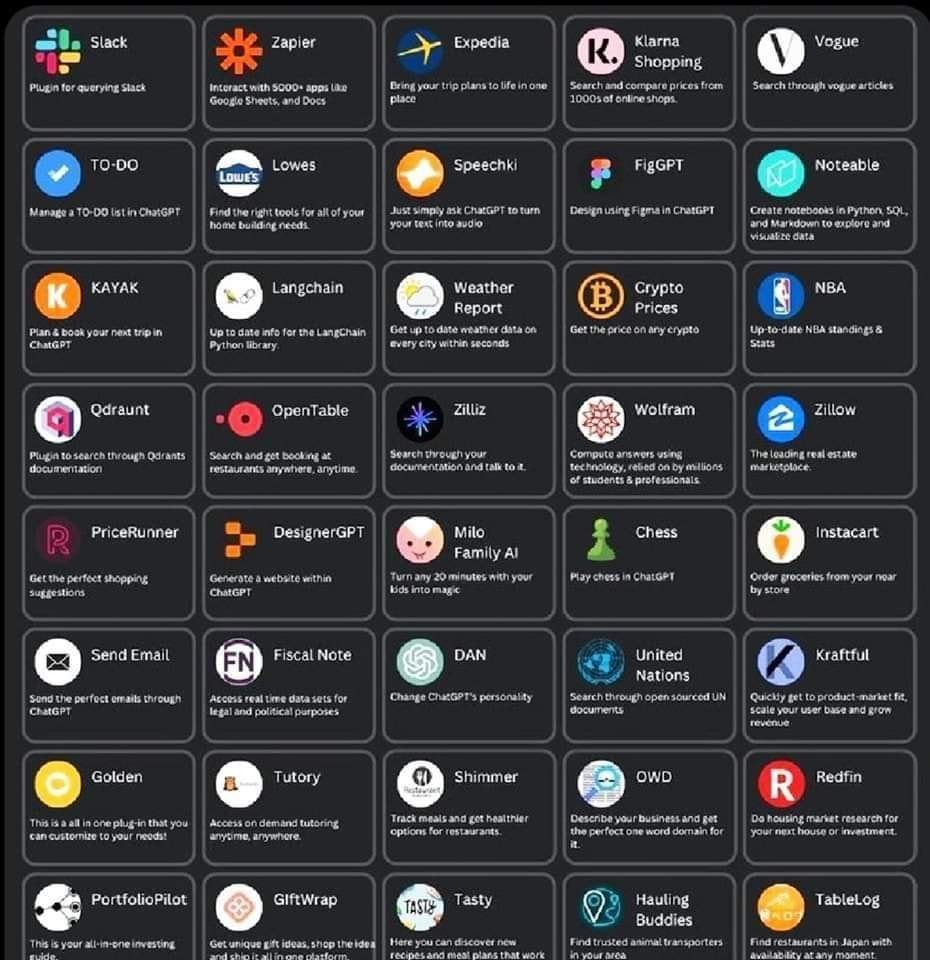 Slack
Plugin for querying Slack
Zapier
Interact with 5000+ apps like
Google Sheets, and Docs
Expedia
Bring your trip plans to life in one
place
K.
Klarna
Shopping
Search and compare prices from
1000s of online shops.
V
Vogue
Search through vogue articles
TO-DO
Manage a TO-DO list in ChatGPT
LOWE'S
Lowes
Find the right tools for all of your
home building needs.
Speechki
Just simply ask ChatGPT to turn
your text into audio
FigGPT
Design using Figma in ChatGPT
Noteable
Create notebooks in Python, SQL,
and Markdown to explore and
visualize data
K
KAYAK
Plan & book your next trip in
ChatGPT
Langchain
Up to date info for the LangChain
Python library.
Weather
Report
Get up to date weather data on
every city within seconds
Crypto
Prices
Get the price on any crypto
NBA
Up-to-date NBA standings &
Stats
Qdraunt
Plugin to search through Qdrants
documentation
OpenTable
Search and get booking at
restaurants anywhere, anytime.
Zilliz
Search through your
documentation and talk to it.
Wolfram
Compute answers using
technology, relied on by millions
of students & professionals.
Zillow
The leading real estate
marketplace.
R
PriceRunner
Get the perfect shopping
suggestions
DesignerGPT
Generate a website within
ChatGPT
Milo
Family AI
Turn any 20 minutes with your
kids into magic
Chess
Play chess in ChatGPT
Instacart
Order groceries from your near
by store
Send Email
Send the perfect emails through
ChatGPT
FN
Fiscal Note
Access real time data sets for
legal and political purposes
DAN
Change ChatGPT's personality
United
Nations
Search through open sourced UN
documents
K
Kraftful
Quickly get to product-market fit,
scale your user base and grow
revenue
Golden
This is a all in one plug-in that you
can customize to your needs!
Tutory
Access on demand tutoring
anytime, anywhere.
Restaurant
Shimmer
Track meals and get healthier
options for restaurants.
OWD
Describe your business and get
the perfect one word domain for
it.
R
Redfin
Do housing market research for
your next house or investment.
PortfolioPilot
This is your all-in-one investing
guide.
GIftWrap
Get unique gift ideas, shop the idea
and ship it all in one platform.
TASTY
Tasty
Here you can discover new
recipes and meal plans that work
Hauling
Buddies
Find trusted animal transporters
in your area
食べログ
TableLog
Find restaurants in Japan with
availability at any moment.